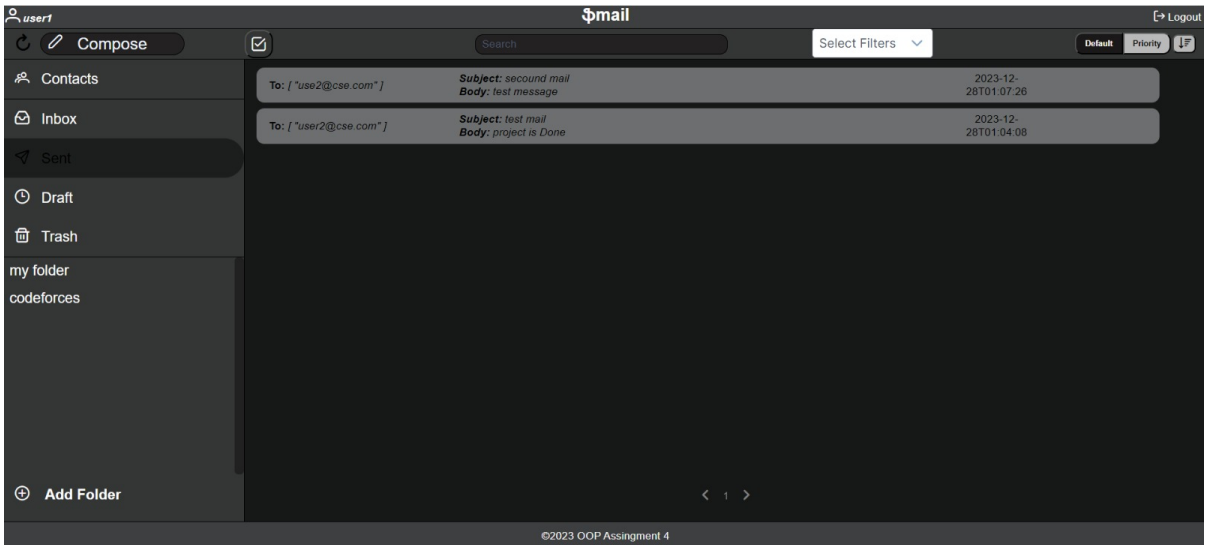 user1
ֆmail
Logout
Compose
Search
Select Filters
Default
Priority
Contacts
Inbox
Sent
Draft
Trash
my folder
codeforces
Add Folder
To: [ "use2@cse.com" ]
Subject: secound mail
Body: test message
2023-12-
28T01:07:26
To: [ "user2@cse.com" ]
Subject: test mail
Body: project is Done
2023-12-
28T01:04:08
1
©2023 OOP Assingment 4